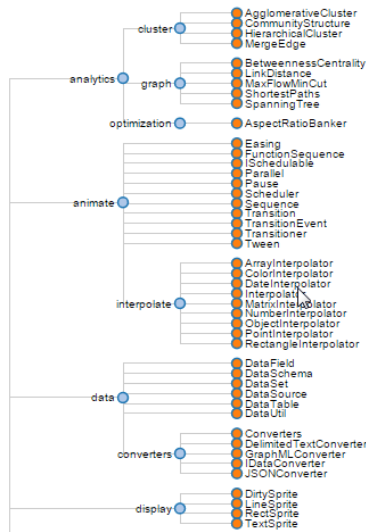 AgglomerativeCluster
CommunityStructure
cluster
HierarchicalCluster
MergeEdge
BetweennessCentrality
LinkDistance
analytics
graph
MaxFlowMinCut
ShortestPaths
SpanningTree
optimization
AspectRatioBanker
Easing
FunctionSequence
ISchedulable
Parallel
Pause
Scheduler
animate
Sequence
Transition
TransitionEvent
Transitioner
Tween
ArrayInterpolator
ColorInterpolator
DateInterpolator
Interpolator
interpolate
MatrixInterpolator
NumberInterpolator
ObjectInterpolator
PointInterpolator
RectangleInterpolator
DataField
DataSchema
DataSet
data
DataSource
DataTable
DataUtil
Converters
DelimitedTextConverter
converters
GraphMLConverter
IDataConverter
JSONConverter
DirtySprite
LineSprite
display
RectSprite
TextSprite